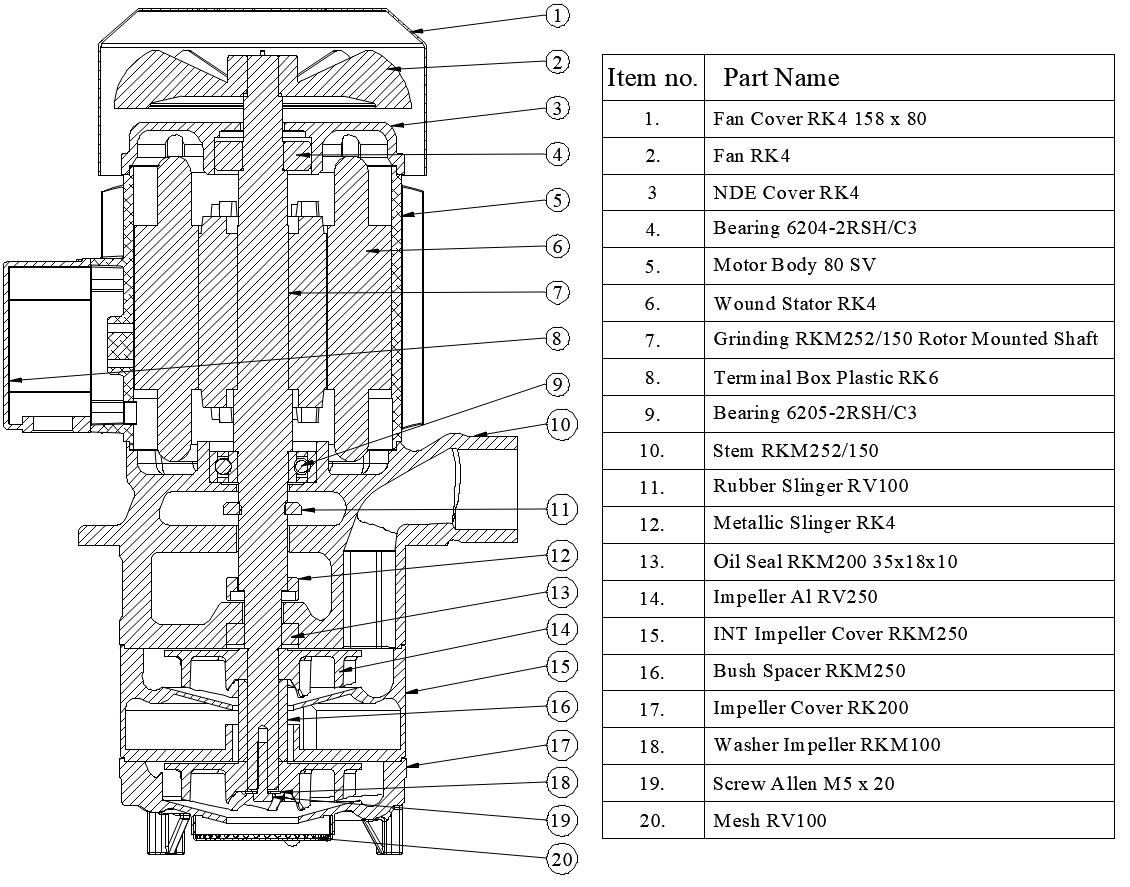 1
2
3
4
5
6
7
8
9
10
11
12
13
14
15
16
17
18
19
20
Item no. Part Name
1. Fan Cover RK4 158 x 80
2. Fan RK4
3 NDE Cover RK4
4. Bearing 6204-2RSH/C3
5. Motor Body 80 SV
6. Wound Stator RK4
7. Grinding RKM252/150 Rotor Mounted Shaft
8. Terminal Box Plastic RK6
9. Bearing 6205-2RSH/C3
10. Stem RKM252/150
11. Rubber Slinger RV100
12. Metallic Slinger RK4
13. Oil Seal RKM200 35x18x10
14. Impeller Al RV250
15. INT Impeller Cover RKM250
16. Bush Spacer RKM250
17. Impeller Cover RK200
18. Washer Impeller RKM100
19. Screw Allen M5 x 20
20. Mesh RV100